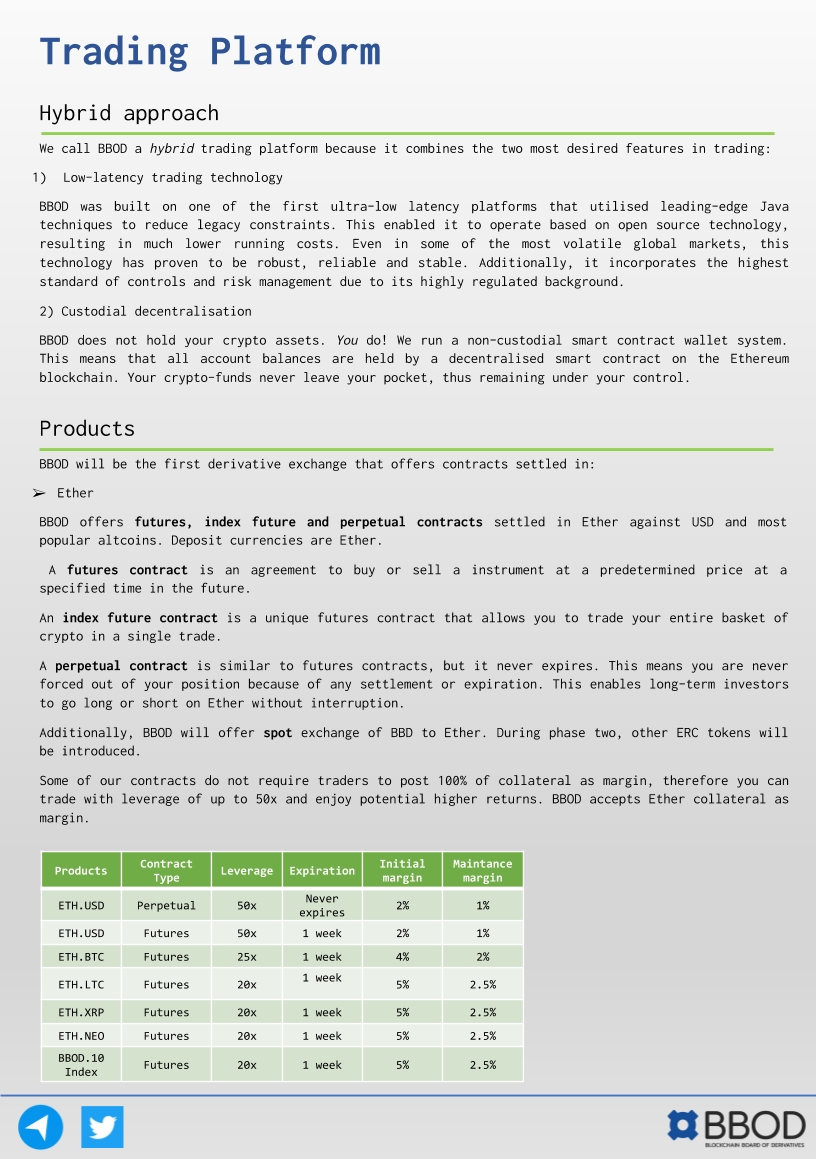 Trading Platform
Hybrid approach
We call BBOD a hybrid trading platform because it combines the two most desired features in trading:
1) Low-latency trading technology
BBOD was built on one of the first ultra-low latency platforms that utilised leading-edge Java
techniques to reduce legacy constraints. This enabled it to operate based on open source technology,
resulting in much lower running costs. Even in some of the most volatile global markets, this
technology has proven to be robust, reliable and stable. Additionally, it incorporates the highest
standard of controls and risk management due to its highly regulated background.
2) Custodial decentralisation
BBOD does not hold your crypto assets. You do! We run a non-custodial smart contract wallet system.
This means that all account balances are held by a decentralised smart contract on the Ethereum
blockchain. Your crypto-funds never leave your pocket, thus remaining under your control.
Products
BBOD will be the first derivative exchange that offers contracts settled in:
➢ Ether
BBOD offers futures, index future and perpetual contracts settled in Ether against USD and most
popular altcoins. Deposit currencies are Ether.
A futures contract is an agreement to buy or sell a instrument at a predetermined price at a
specified time in the future.
An index future contract is a unique futures contract that allows you to trade your entire basket of
crypto in a single trade.
A perpetual contract is similar to futures contracts, but it never expires. This means you are never
forced out of your position because of any settlement or expiration. This enables long-term investors
to go long or short on Ether without interruption.
Additionally, BBOD will offer spot exchange of BBD to Ether. During phase two, other ERC tokens will
be introduced.
Some of our contracts do not require traders to post 100% of collateral as margin, therefore you can
trade with leverage of up to 50x and enjoy potential higher returns. BBOD accepts Ether collateral as
margin.
Products Contract Type Leverage Expiration Initial margin Maintance margin
ETH.USD Perpetual 50x Never expires 2% 1%
ETH.USD Futures 50x 1 week 2% 1%
ETH.BTC Futures 25x 1 week 4% 2%
ETH.LTC Futures 20x 1 week 5% 2.5%
ETH.XRP Futures 20x 1 week 5% 2.5%
ETH.NEO Futures 20x 1 week 5% 2.5%
BBOD.10 Index Futures 20x 1 week 5% 2.5%
BBOD
BLOCKCHAIN BOARD OF DERIVATIVES